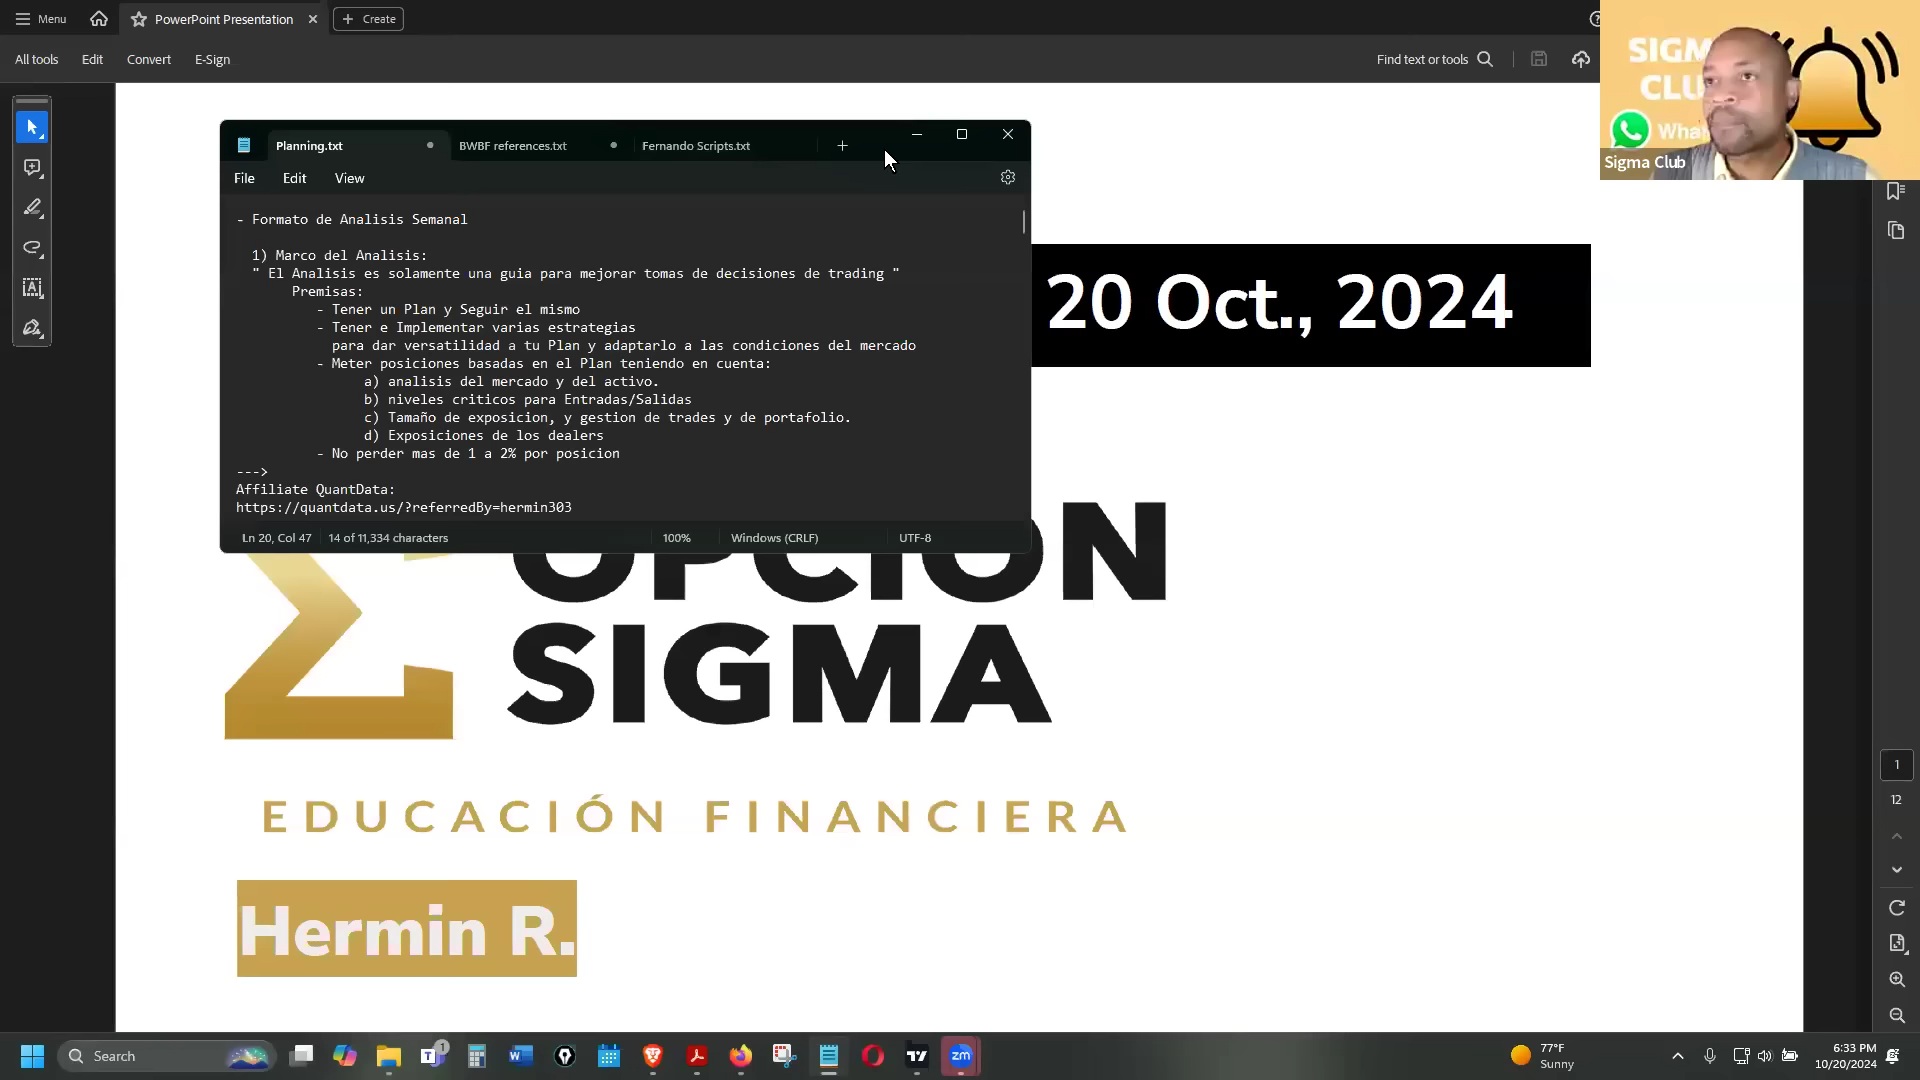 Menu
PowerPoint Presentation
Create
All tools
Edit
Convert
E-Sign
Find text or tools
SIGM
CLU
Wha
Sigma Club
Planning.txt
BWBF references.txt
Fernando Scripts.txt
File
Edit
View
- Formato de Analisis Semanal
1) Marco del Analisis:
" El Analisis es solamente una guia para mejorar tomas de decisiones de trading "
Premisas:
- Tener un Plan y Seguir el mismo
- Tener e Implementar varias estrategias
para dar versatilidad a tu Plan y adaptarlo a las condiciones del mercado
- Meter posiciones basadas en el Plan teniendo en cuenta:
a) analisis del mercado y del activo.
b) niveles criticos para Entradas/Salidas
c) Tamaño de exposicion, y gestion de trades y de portafolio.
d) Exposiciones de los dealers
- No perder mas de 1 a 2% por posicion
--->
Affiliate QuantData:
https://quantdata.us/?referredBy=hermin303
Ln 20, Col 47
14 of 11,334 characters
100%
Windows (CRLF)
UTF-8
20 Oct., 2024
OPCIÓN
SIGMA
EDUCACIÓN FINANCIERA
Hermin R.
1
12
Search
1
zm
77°F
Sunny
6:33 PM
10/20/2024